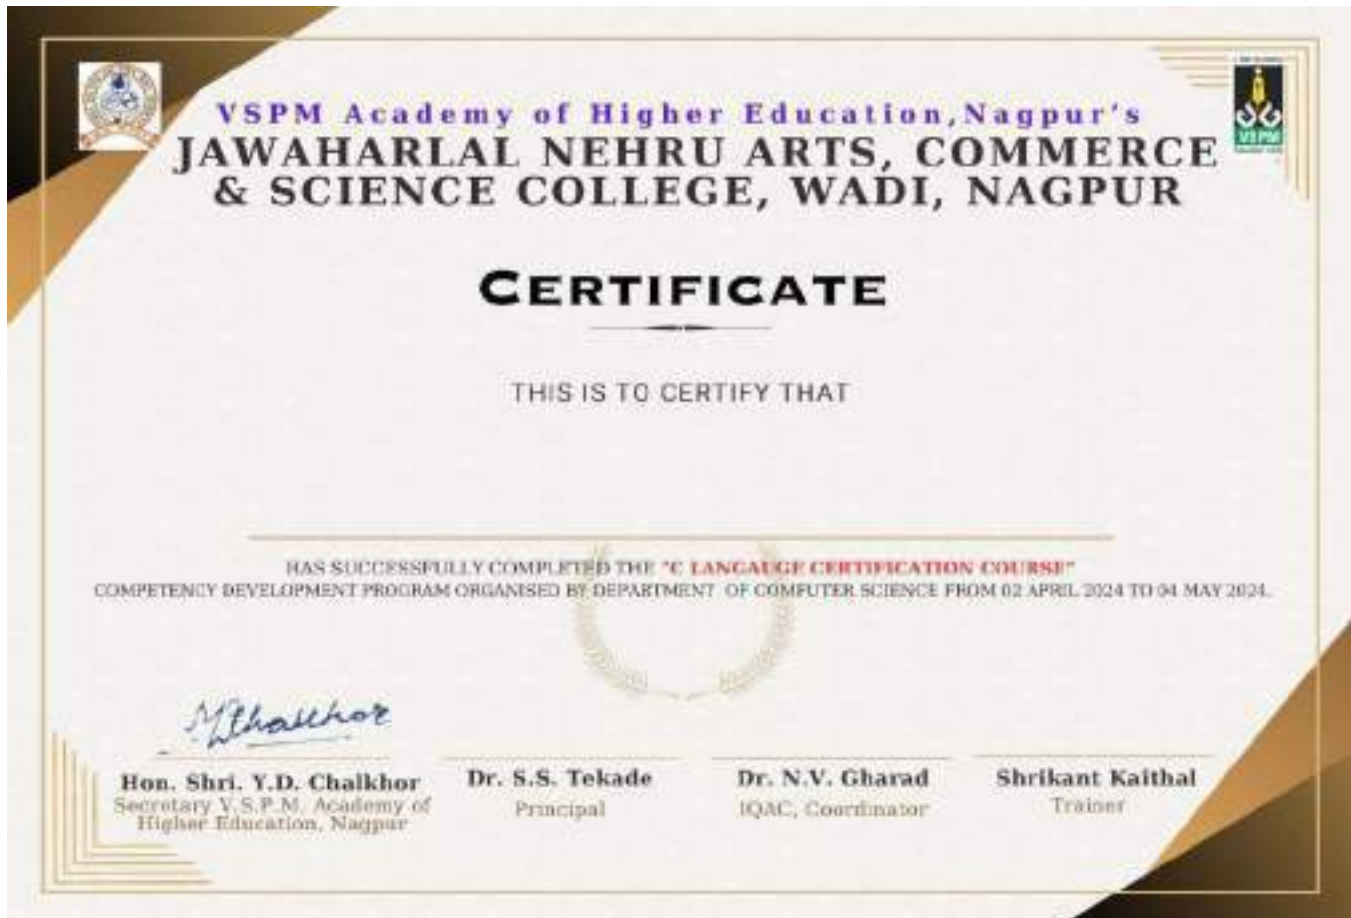 VSPM Academy of Higher Education,Nagpur's
JAWAHARLAL NEHRU ARTS, COMMERCE
& SCIENCE COLLEGE, WADI, NAGPUR
CERTIFICATE
THIS IS TO CERTIFY THAT
HAS SUCCESSFULLY COMPLETED THE "C LANGAUGE CERTIFICATION COURSE"
COMPETENCY DEVELOPMENT PROGRAM ORGANISED BY DEPARTMENT OF COMPUTER SCIENCE FROM 02 APRIL 2024 TO 04 MAY 2024.
Hon. Shri. Y.D. Chalkhor
Secretary V.S.P.M. Academy of
Higher Education, Nagpur
Dr. S.S. Tekade
Principal
Dr. N.V. Gharad
IQAC, Coordinator
Shrikant Kaithal
Trainer
VSPM